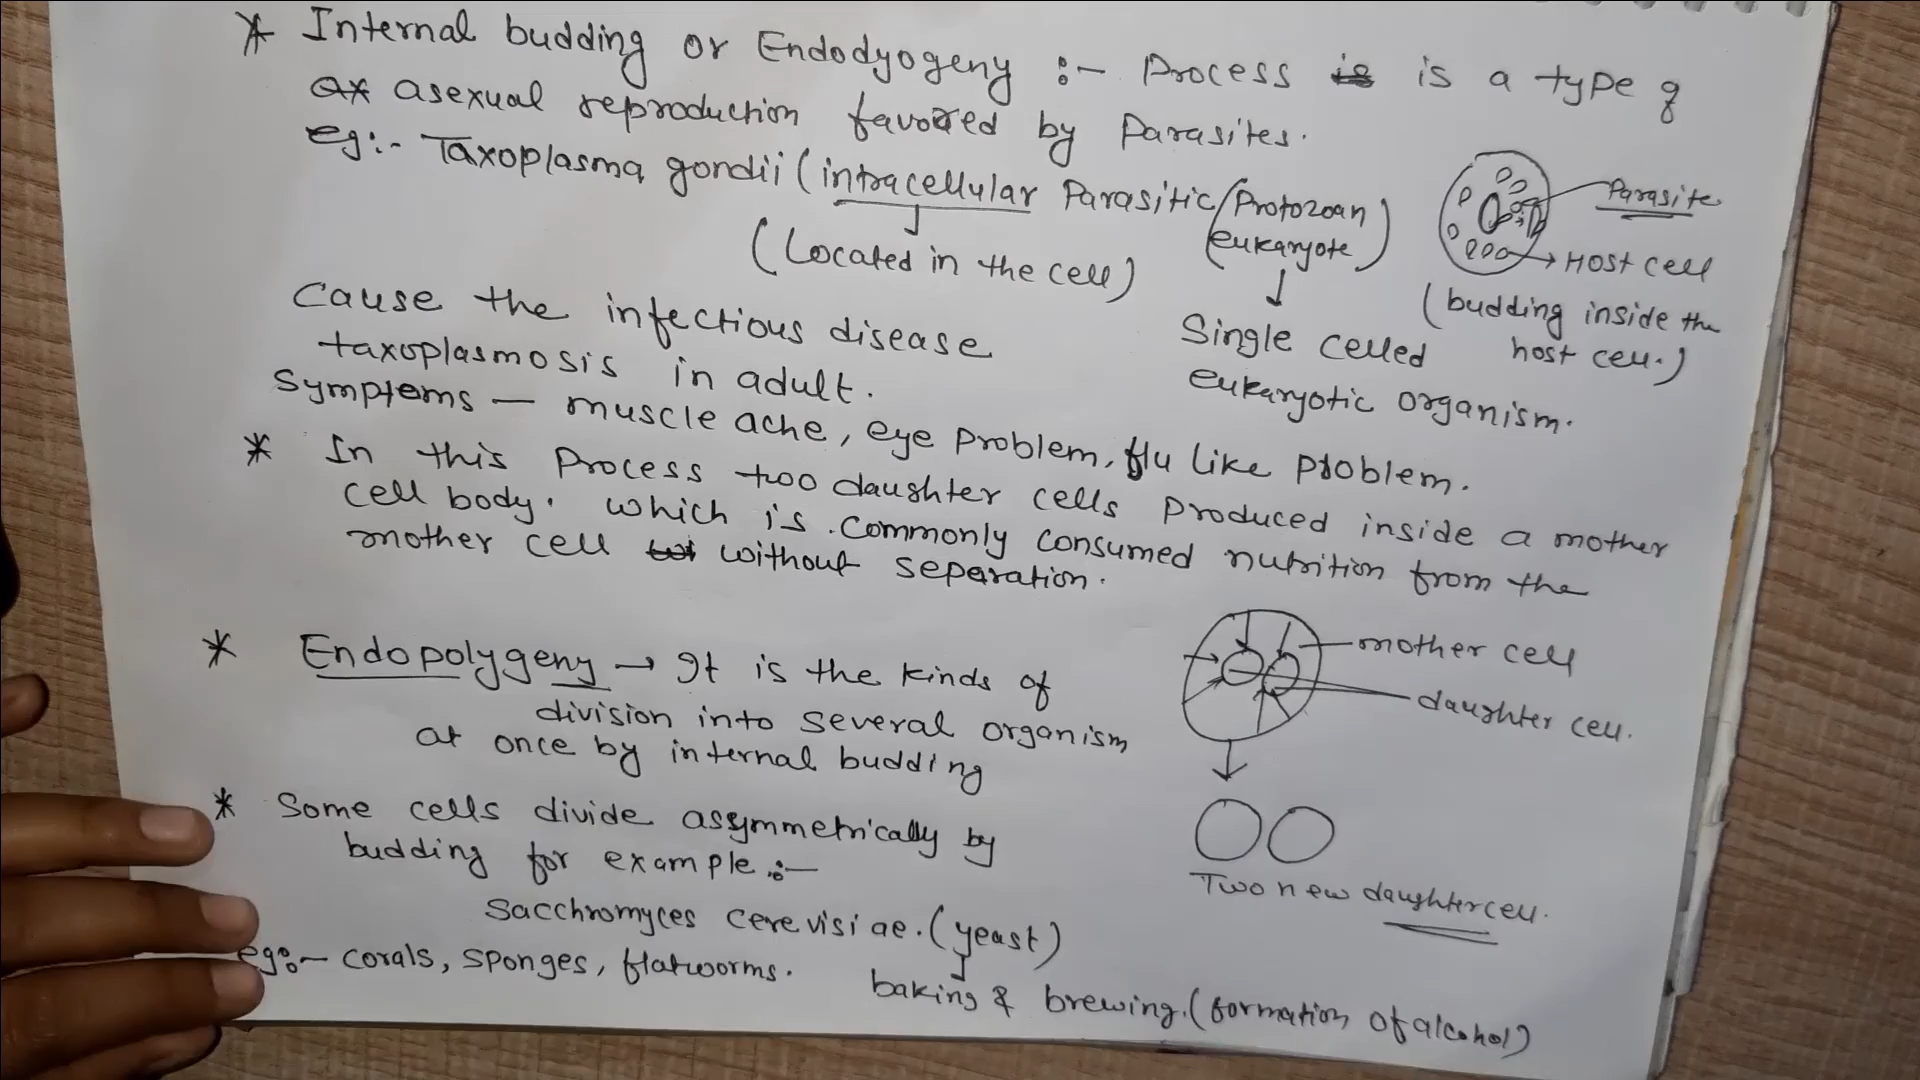 * Internal budding or Endodyogeny :- Process is is a type of
asexual reproduction favored by Parasites.
eg:- Taxoplasma gondii (intracellular Parasitic/Protozoan
eukaryote)
(Located in the cell)
Single celled
eukaryotic organism.
Parasite
Host cell
(budding inside the
host cell.)
Cause the infectious disease
taxoplasmosis in adult.
Symptems – muscle ache, eye problem, flu like problem.
* In this Process two daughter cells produced inside a mother
cell body. which is commonly consumed nutrition from the
mother cell without separation.
* Endopolygeny → It is the kinds of
division into several organism
at once by internal budding
mother cell
daughter cell.
Two new daughter cell.
* Some cells divide asymmetrically by
budding for example :-
Sacchromyces cerevisiae. (yeast)
eg:- corals, sponges, flatworms.
baking & brewing. (formation of alcohol)